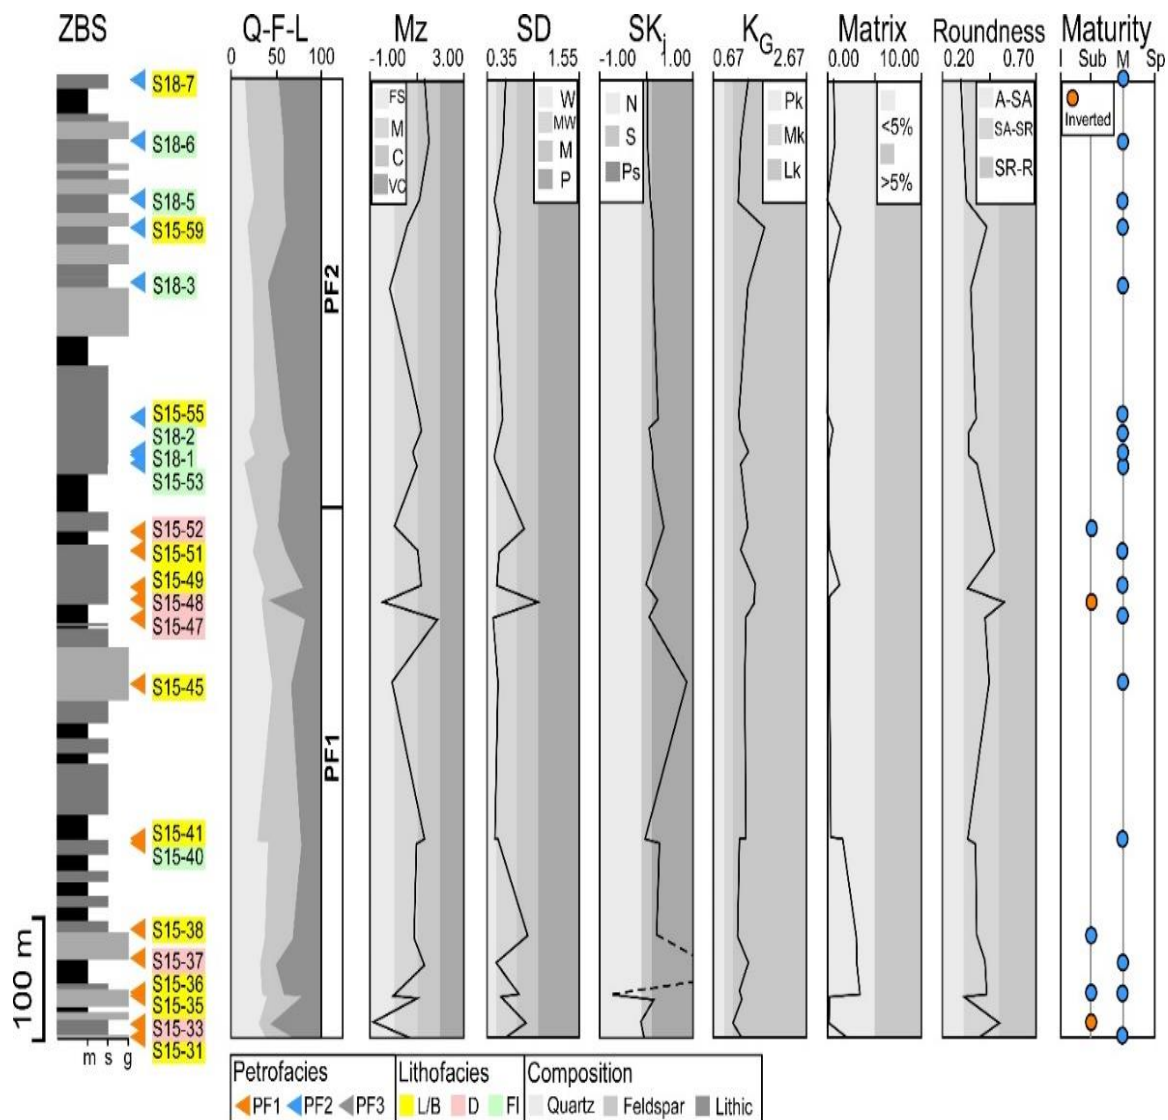 ZBS Q-F-L Mz SD SKi KG Matrix Roundness Maturity
0 50 100 -1.00 3.00 0.35 1.55 -1.00 1.00 0.67 2.67 0.00 10.00 0.20 0.70 I Sub M Sp
FS
M
C
VC
W
MW
M
P
N
S
Ps
Pk
Mk
Lk
<5%
>5%
A-SA
SA-SR
SR-R
Inverted
S18-7
S18-6
S18-5
S15-59
S18-3
S15-55
S18-2
S18-1
S15-53
S15-52
S15-51
S15-49
S15-48
S15-47
S15-45
S15-41
S15-40
S15-38
S15-37
S15-36
S15-35
S15-33
S15-31
PF2
PF1
100 m
m s g
Petrofacies Lithofacies Composition
PF1 PF2 PF3 L/B D Fl Quartz Feldspar Lithic